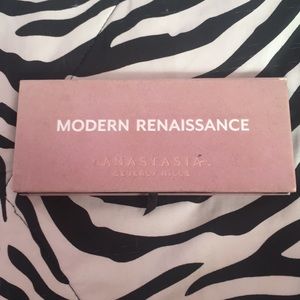 MODERN RENAISSANCE
ANASTASIA
BEVERLY HILLS